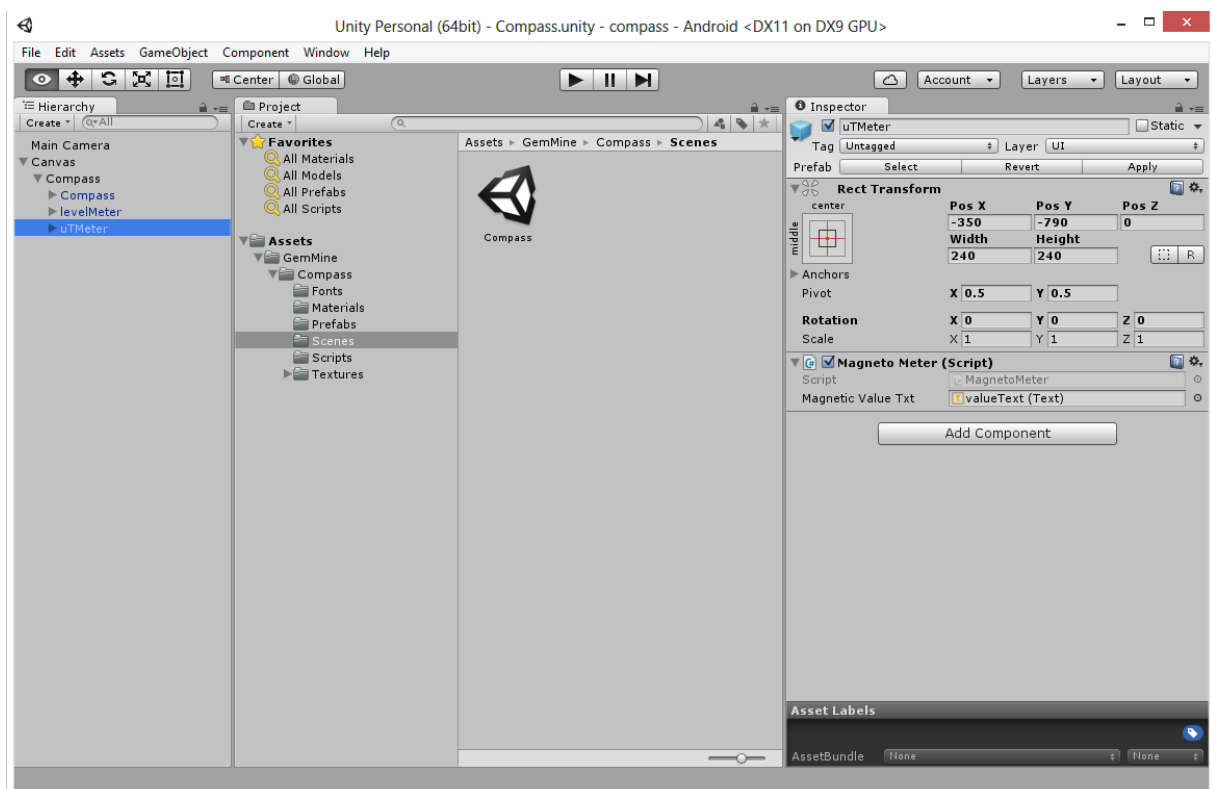 Unity Personal (64bit) - Compass.unity - compass - Android <DX11 on DX9 GPU>
File Edit Assets GameObject Component Window Help
Center Global Account Layers Layout
Hierarchy
Create All
Main Camera
Canvas
Compass
Compass
levelMeter
uTMeter
Project
Create
Favorites
All Materials
All Models
All Prefabs
All Scripts
Assets
GemMine
Compass
Fonts
Materials
Prefabs
Scenes
Scripts
Textures
Assets GemMine Compass Scenes
Compass
Inspector
uTMeter Static
Tag Untagged Layer UI
Prefab Select Revert Apply
Rect Transform
center Pos X Pos Y Pos Z
middle -350 -790 0
Width Height
240 240 R
Anchors
Pivot X 0.5 Y 0.5
Rotation X 0 Y 0 Z 0
Scale X 1 Y 1 Z 1
Magneto Meter (Script)
Script MagnetoMeter
Magnetic Value Txt valueText (Text)
Add Component
Asset Labels
AssetBundle None None